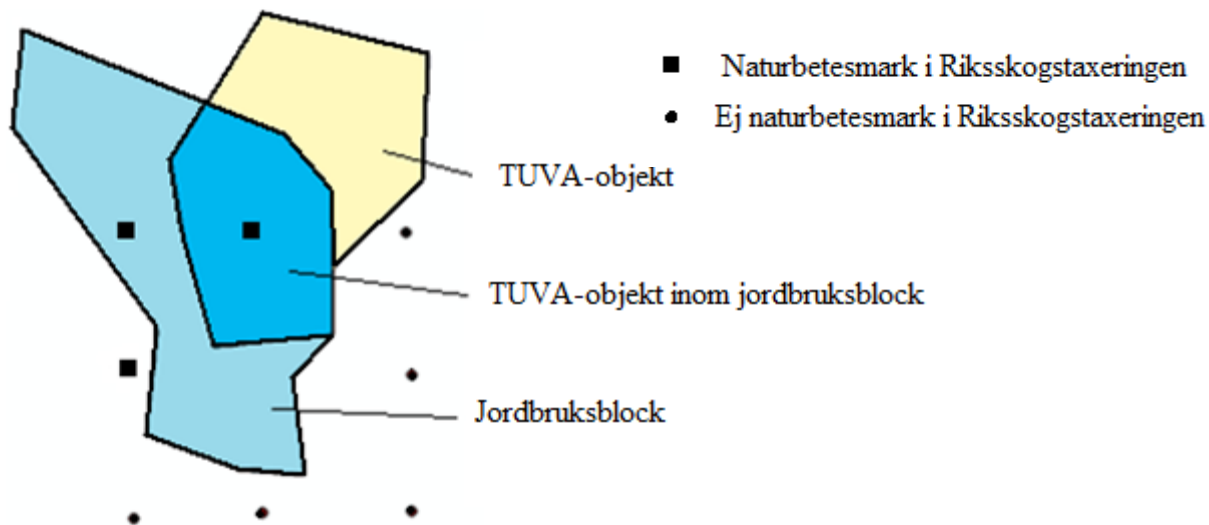 Naturbetesmark i Riksskogstaxeringen
Ej naturbetesmark i Riksskogstaxeringen
TUVA-objekt
TUVA-objekt inom jordbruksblock
Jordbruksblock